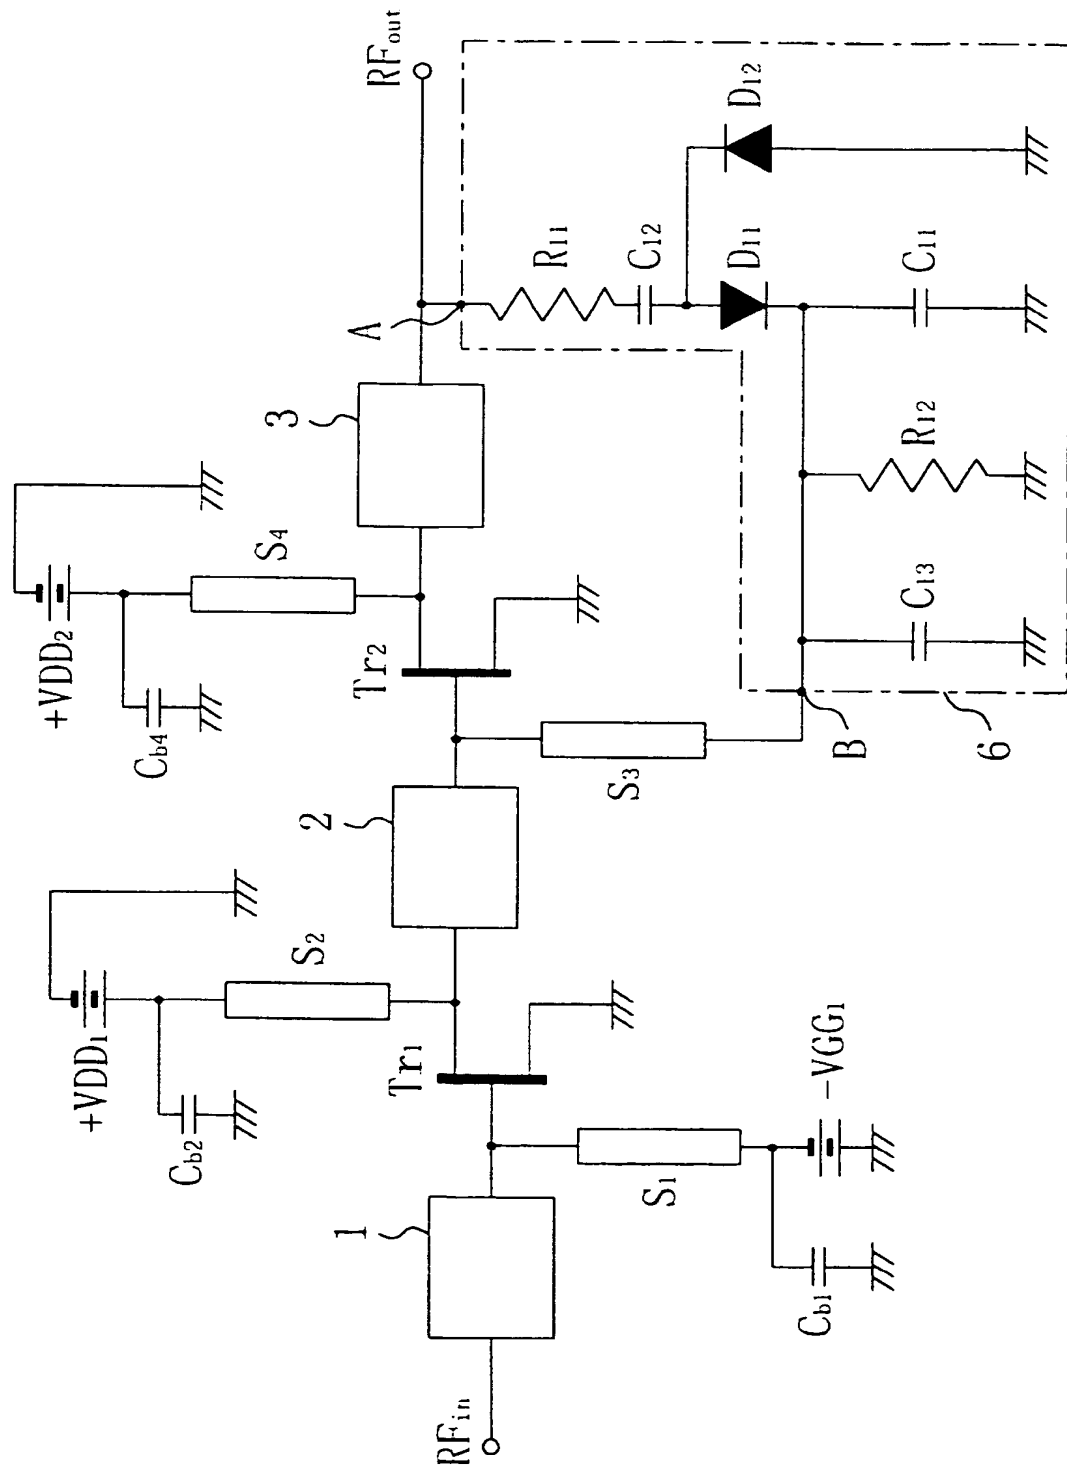 RFin
1
Cb1
S1
-VGG1
Tr1
Cb2
+VDD1
S2
2
S3
B
6
Tr2
Cb4
+VDD2
S4
3
A
RFout
R11
C12
D11
D12
C11
R12
C13